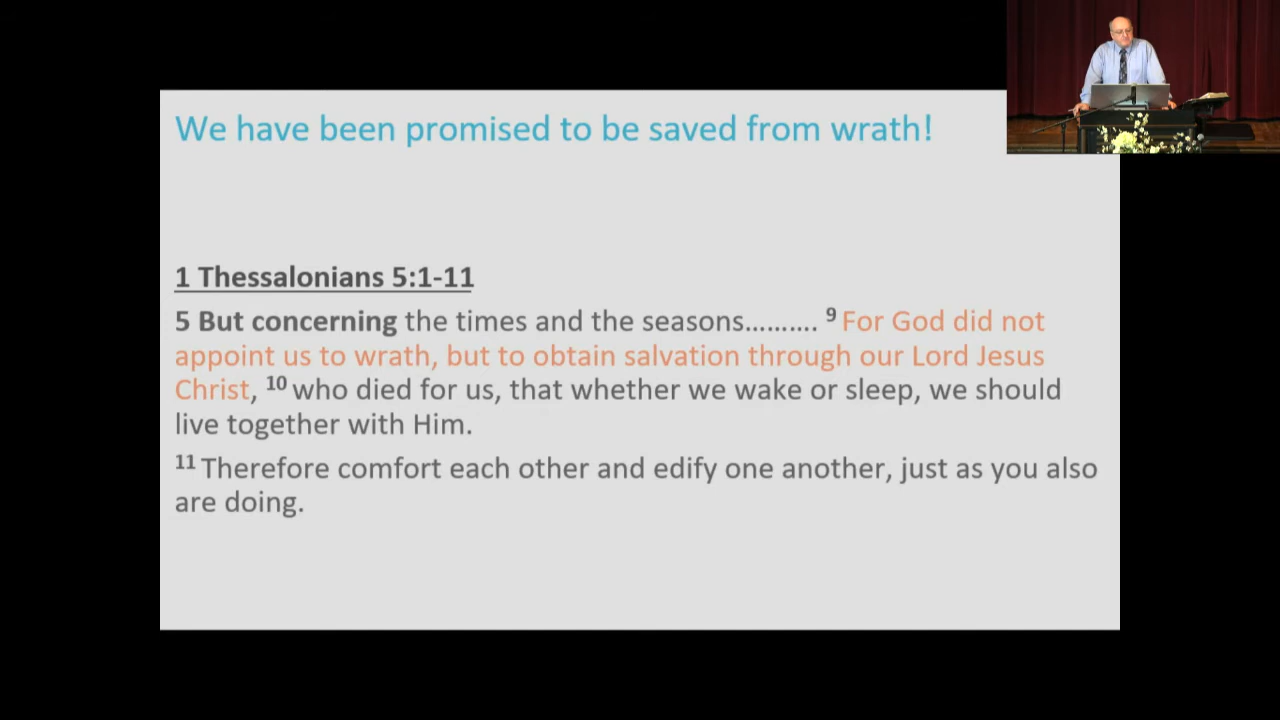 We have been promised to be saved from wrath!
1 Thessalonians 5:1-11
5 But concerning the times and the seasons………. 9 For God did not
appoint us to wrath, but to obtain salvation through our Lord Jesus
Christ, 10 who died for us, that whether we wake or sleep, we should
live together with Him.
11 Therefore comfort each other and edify one another, just as you also
are doing.